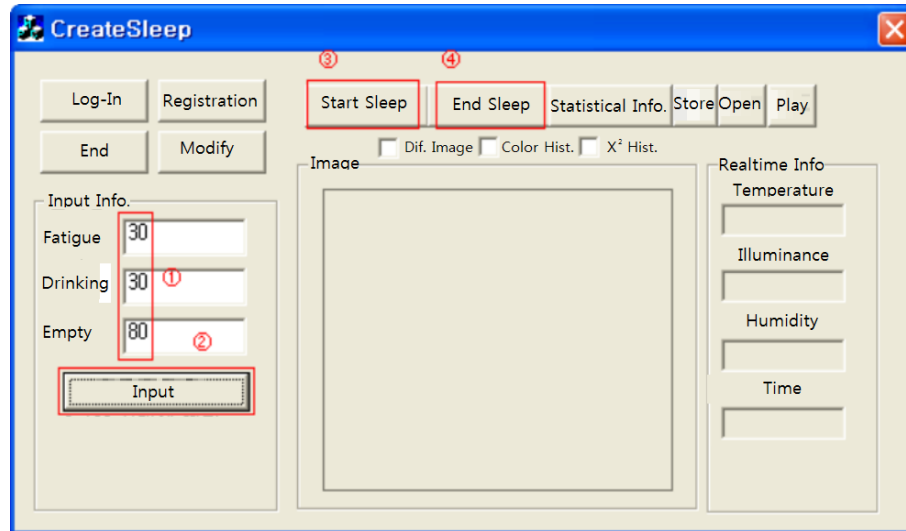 CreateSleep
③ ④
Log-In Registration Start Sleep End Sleep Statistical Info. Store Open Play
End Modify
Dif. Image Color Hist. X² Hist.
Image
Realtime Info
Input Info.
Temperature
Fatigue 30
Illuminance
Drinking 30 ①
Humidity
Empty 80 ②
Input
Time